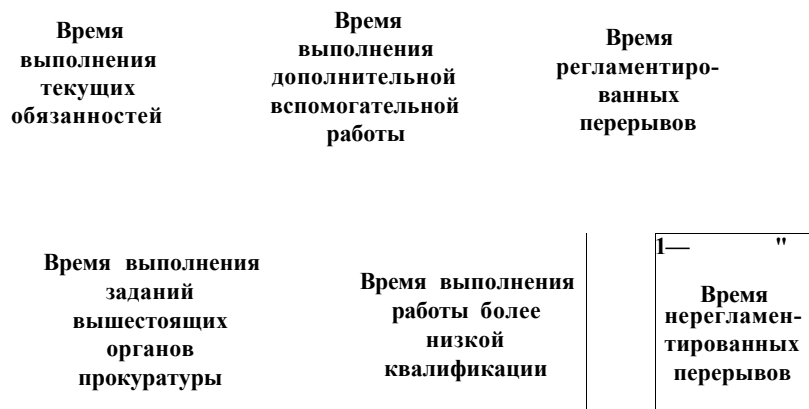 Время
выполнения
текущих
обязанностей
Время
выполнения
дополнительной
вспомогательной
работы
Время
регламентиро-
ванных
перерывов
Время выполнения
заданий
вышестоящих
органов
прокуратуры
Время выполнения
работы более
низкой
квалификации
1— "
Время
нерегламен-
тированных
перерывов